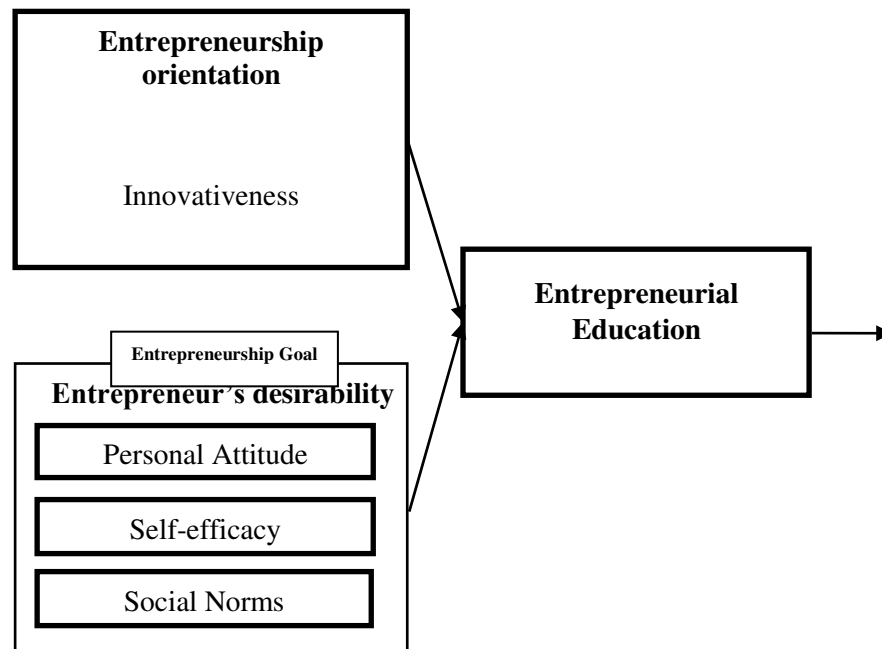 Entrepreneurship
orientation
Innovativeness
Entrepreneurial
Education
Entrepreneurship Goal
Entrepreneur's desirability
Personal Attitude
Self-efficacy
Social Norms